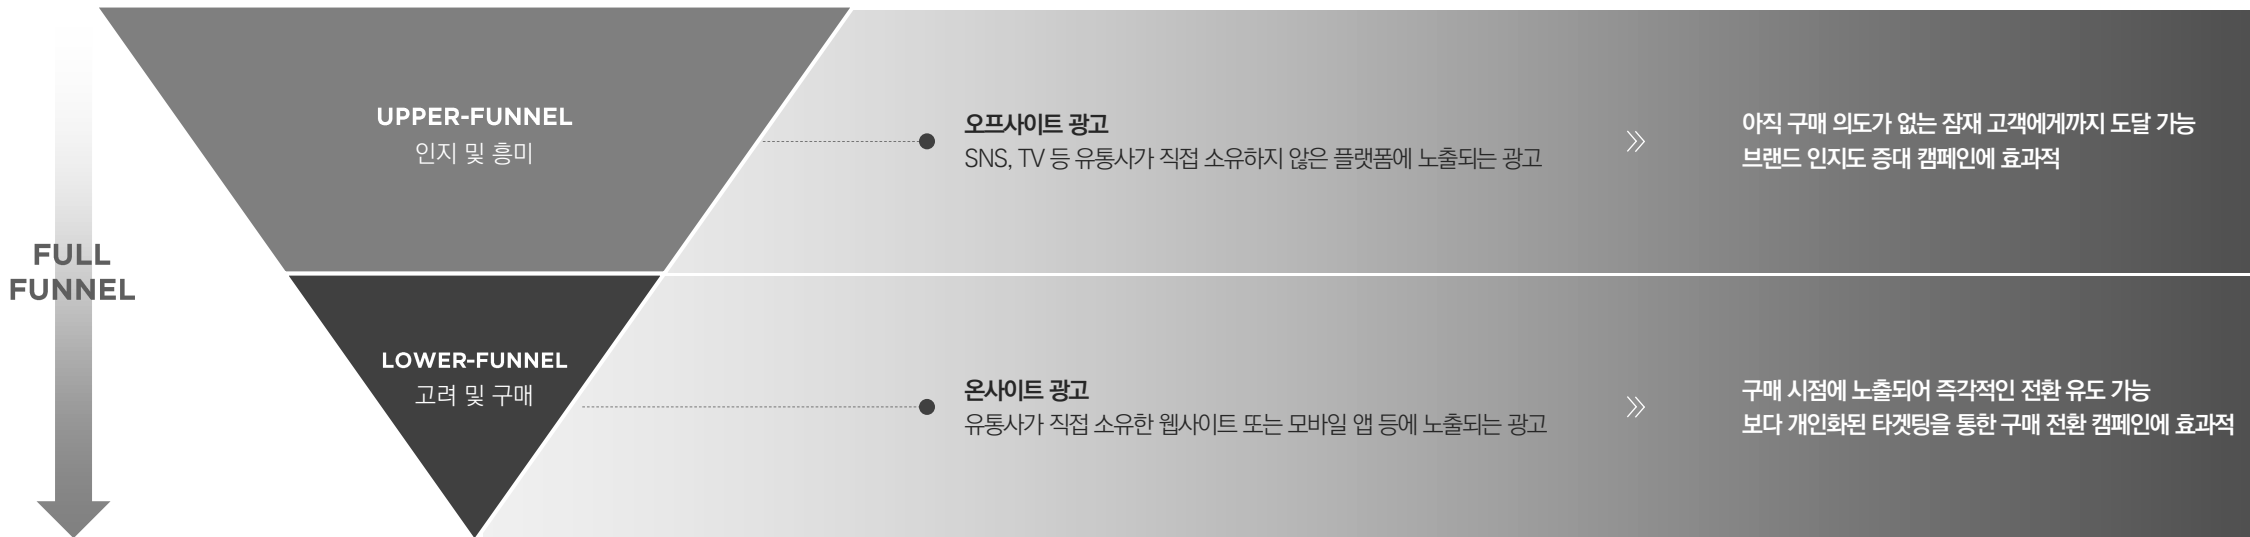 FULL
FUNNEL
UPPER-FUNNEL
인지 및 흥미
오프사이트 광고
SNS, TV 등 유통사가 직접 소유하지 않은 플랫폼에 노출되는 광고
아직 구매 의도가 없는 잠재 고객에게까지 도달 가능
브랜드 인지도 증대 캠페인에 효과적
LOWER-FUNNEL
고려 및 구매
온사이트 광고
유통사가 직접 소유한 웹사이트 또는 모바일 앱 등에 노출되는 광고
구매 시점에 노출되어 즉각적인 전환 유도 가능
보다 개인화된 타겟팅을 통한 구매 전환 캠페인에 효과적